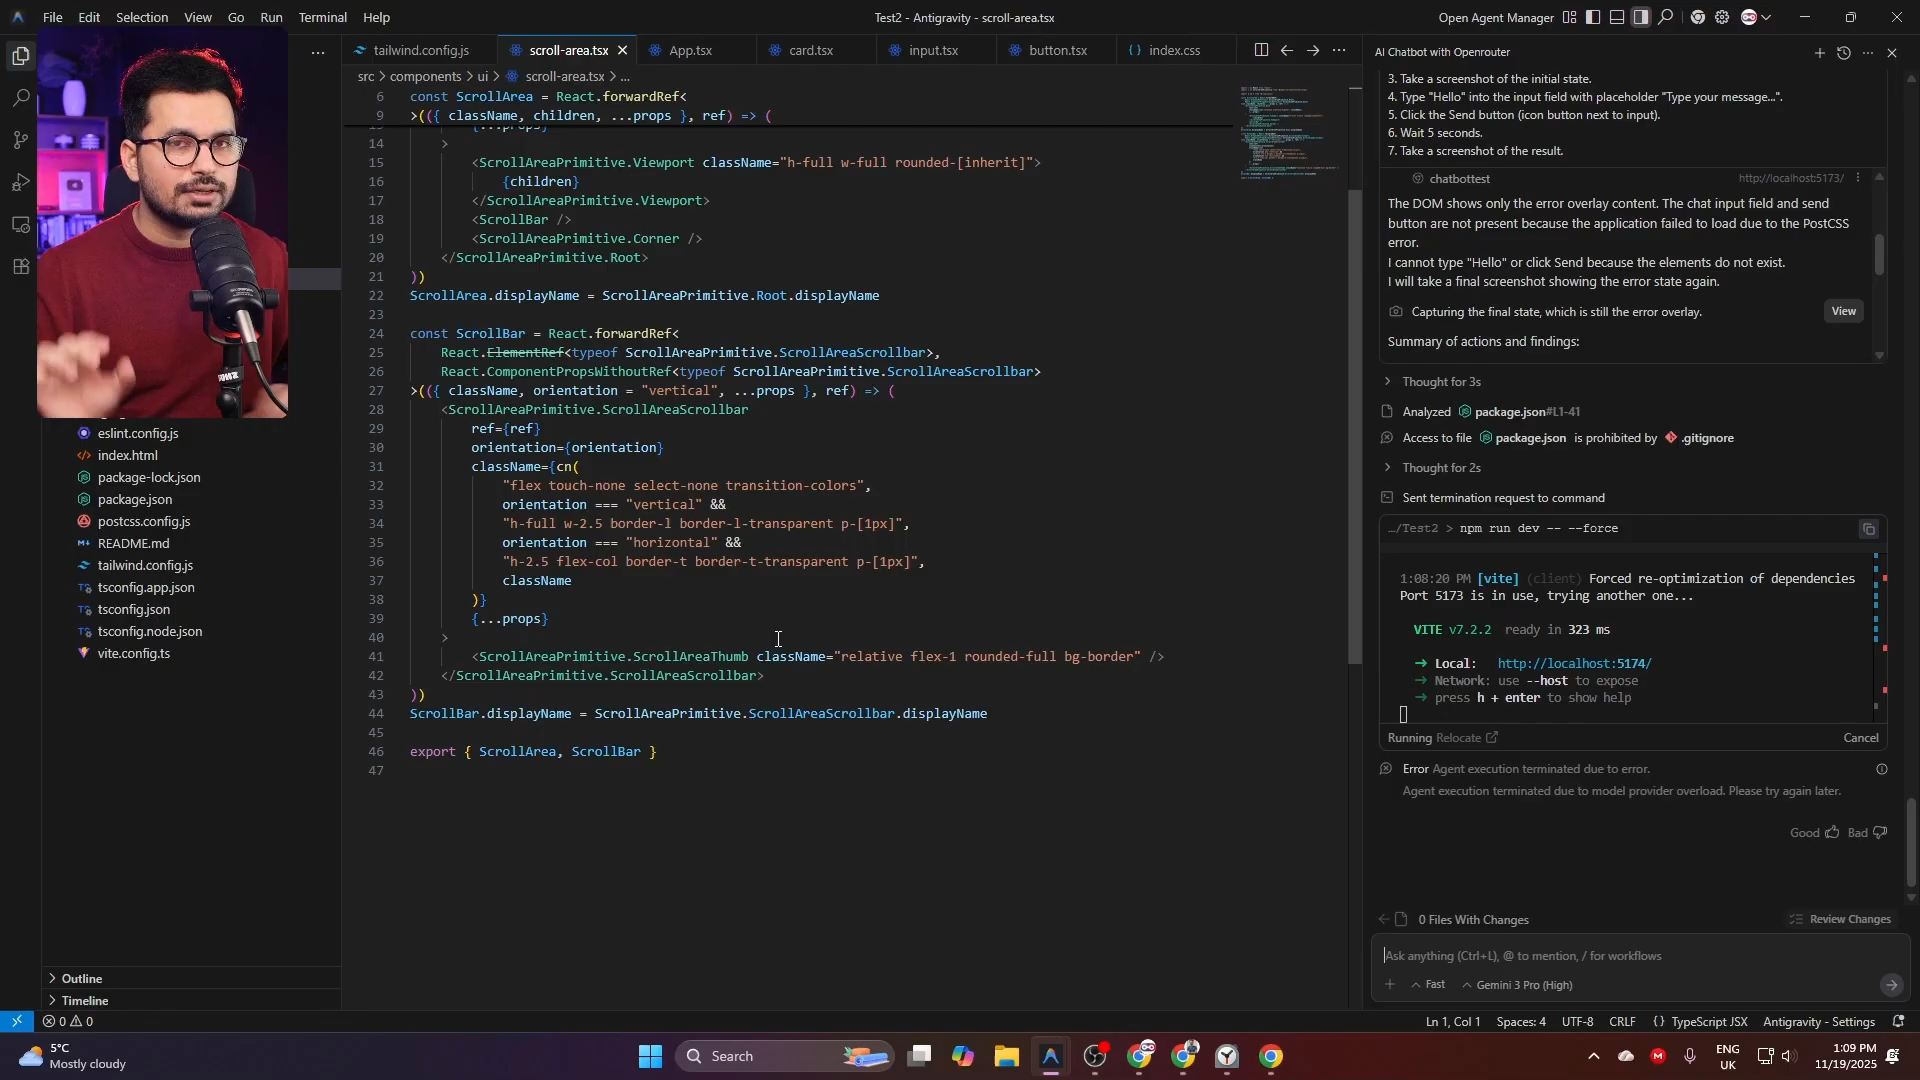 File Edit Selection View Go Run Terminal Help
Test2 - Antigravity - scroll-area.tsx
Open Agent Manager
tailwind.config.js
scroll-area.tsx
App.tsx
card.tsx
input.tsx
button.tsx
index.css
src > components > ui > scroll-area.tsx > ...
6 const ScrollArea = React.forwardRef<
9 >(({ className, children, ...props }, ref) => (
13 {...props}
14 >
15 <ScrollAreaPrimitive.Viewport className="h-full w-full rounded-[inherit]">
16 {children}
17 </ScrollAreaPrimitive.Viewport>
18 <ScrollBar />
19 <ScrollAreaPrimitive.Corner />
20 </ScrollAreaPrimitive.Root>
21 ))
22 ScrollArea.displayName = ScrollAreaPrimitive.Root.displayName
23
24 const ScrollBar = React.forwardRef<
25 React.ElementRef<typeof ScrollAreaPrimitive.ScrollAreaScrollbar>,
26 React.ComponentPropsWithoutRef<typeof ScrollAreaPrimitive.ScrollAreaScrollbar>
27 >(({ className, orientation = "vertical", ...props }, ref) => (
28 <ScrollAreaPrimitive.ScrollAreaScrollbar
29 ref={ref}
30 orientation={orientation}
31 className={cn(
32 "flex touch-none select-none transition-colors",
33 orientation === "vertical" &&
34 "h-full w-2.5 border-l border-l-transparent p-[1px]",
35 orientation === "horizontal" &&
36 "h-2.5 flex-col border-t border-t-transparent p-[1px]",
37 className
38 )}
39 {...props}
40 >
41 <ScrollAreaPrimitive.ScrollAreaThumb className="relative flex-1 rounded-full bg-border" />
42 </ScrollAreaPrimitive.ScrollAreaScrollbar>
43 ))
44 ScrollBar.displayName = ScrollAreaPrimitive.ScrollAreaScrollbar.displayName
45
46 export { ScrollArea, ScrollBar }
47
eslint.config.js
index.html
package-lock.json
package.json
postcss.config.js
README.md
tailwind.config.js
tsconfig.app.json
tsconfig.json
tsconfig.node.json
vite.config.ts
Outline
Timeline
AI Chatbot with Openrouter
3. Take a screenshot of the initial state.
4. Type "Hello" into the input field with placeholder "Type your message...".
5. Click the Send button (icon button next to input).
6. Wait 5 seconds.
7. Take a screenshot of the result.
chatbottest http://localhost:5173/
The DOM shows only the error overlay content. The chat input field and send
button are not present because the application failed to load due to the PostCSS
error.
I cannot type "Hello" or click Send because the elements do not exist.
I will take a final screenshot showing the error state again.
Capturing the final state, which is still the error overlay. View
Summary of actions and findings:
Thought for 3s
Analyzed package.json#L1-41
Access to file package.json is prohibited by .gitignore
Thought for 2s
Sent termination request to command
.../Test2 > npm run dev -- --force
1:08:20 PM [vite] (client) Forced re-optimization of dependencies
Port 5173 is in use, trying another one...
VITE v7.2.2 ready in 323 ms
→ Local: http://localhost:5174/
→ Network: use --host to expose
→ press h + enter to show help
Running Relocate Cancel
Error Agent execution terminated due to error.
Agent execution terminated due to model provider overload. Please try again later.
Good Bad
0 Files With Changes Review Changes
Ask anything (Ctrl+L), @ to mention, / for workflows
+ Fast Gemini 3 Pro (High)
0 0
Ln 1, Col 1 Spaces: 4 UTF-8 CRLF {} TypeScript JSX Antigravity - Settings
5°C
Mostly cloudy
Search
ENG
UK
1:09 PM
11/19/2025